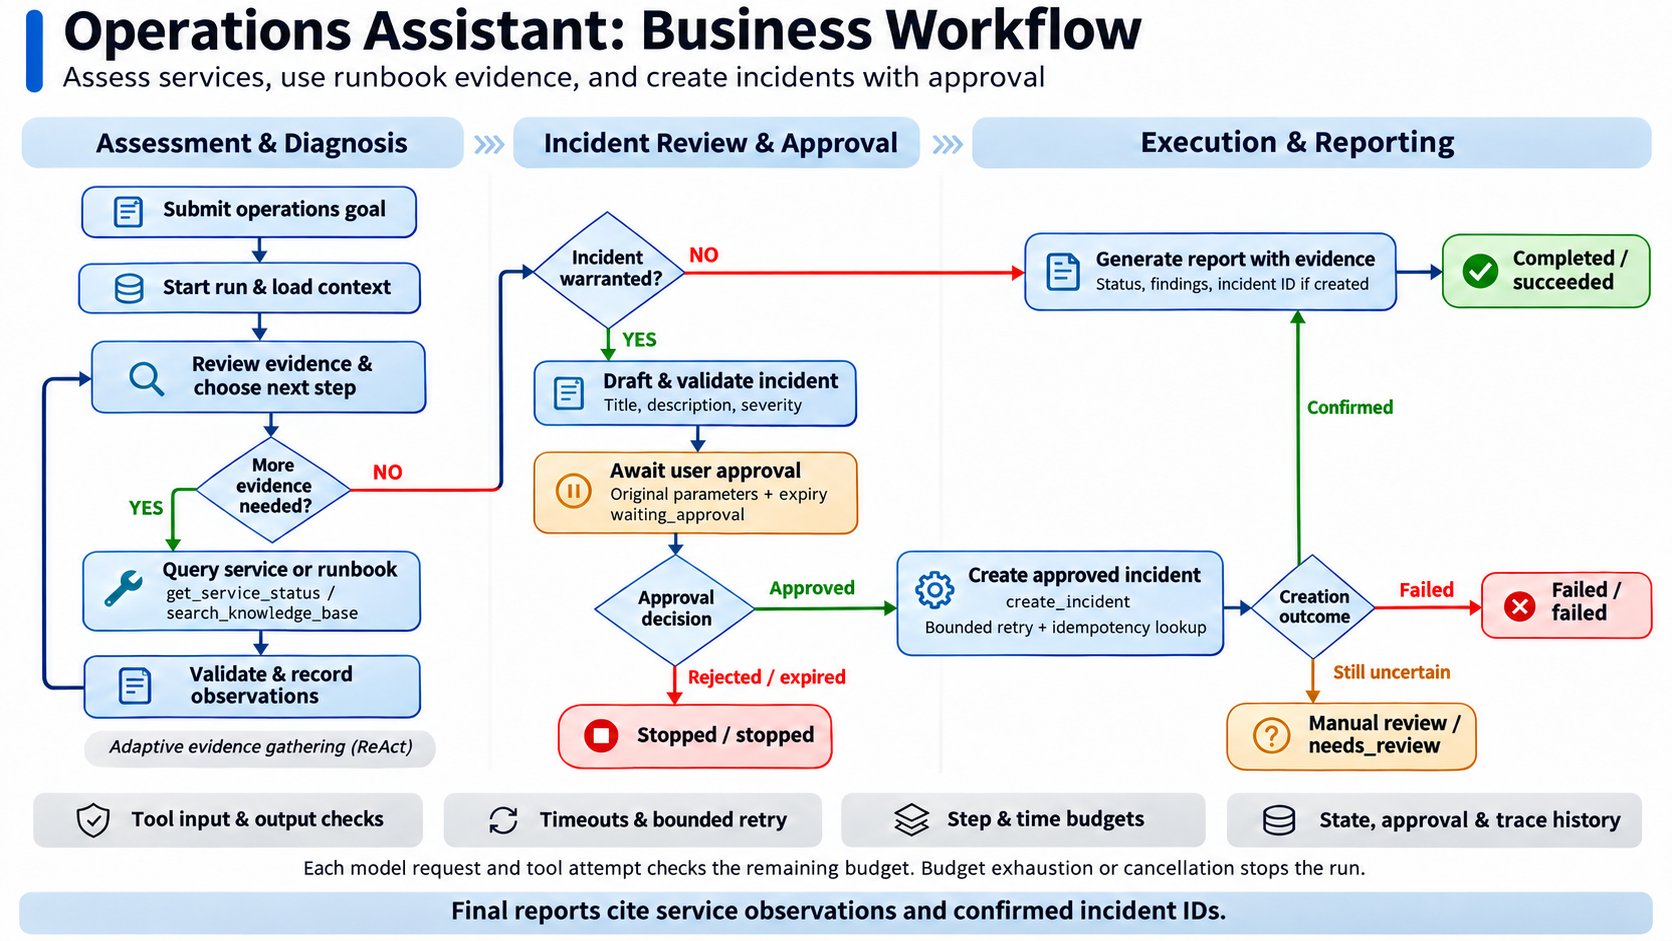 Operations Assistant: Business Workflow
Assess services, use runbook evidence, and create incidents with approval
Assessment & Diagnosis
Incident Review & Approval
Execution & Reporting
Submit operations goal
Start run & load context
Review evidence &
choose next step
More
evidence
needed?
YES
NO
Query service or runbook
get_service_status /
search_knowledge_base
Validate & record
observations
Adaptive evidence gathering (ReAct)
Incident
warranted?
NO
YES
Draft & validate incident
Title, description, severity
Await user approval
Original parameters + expiry
waiting_approval
Approval
decision
Approved
Rejected / expired
Stopped / stopped
Generate report with evidence
Status, findings, incident ID if created
Completed /
succeeded
Confirmed
Create approved incident
create_incident
Bounded retry + idempotency lookup
Creation
outcome
Failed
Failed /
failed
Still uncertain
Manual review /
needs_review
Tool input & output checks
Timeouts & bounded retry
Step & time budgets
State, approval & trace history
Each model request and tool attempt checks the remaining budget. Budget exhaustion or cancellation stops the run.
Final reports cite service observations and confirmed incident IDs.